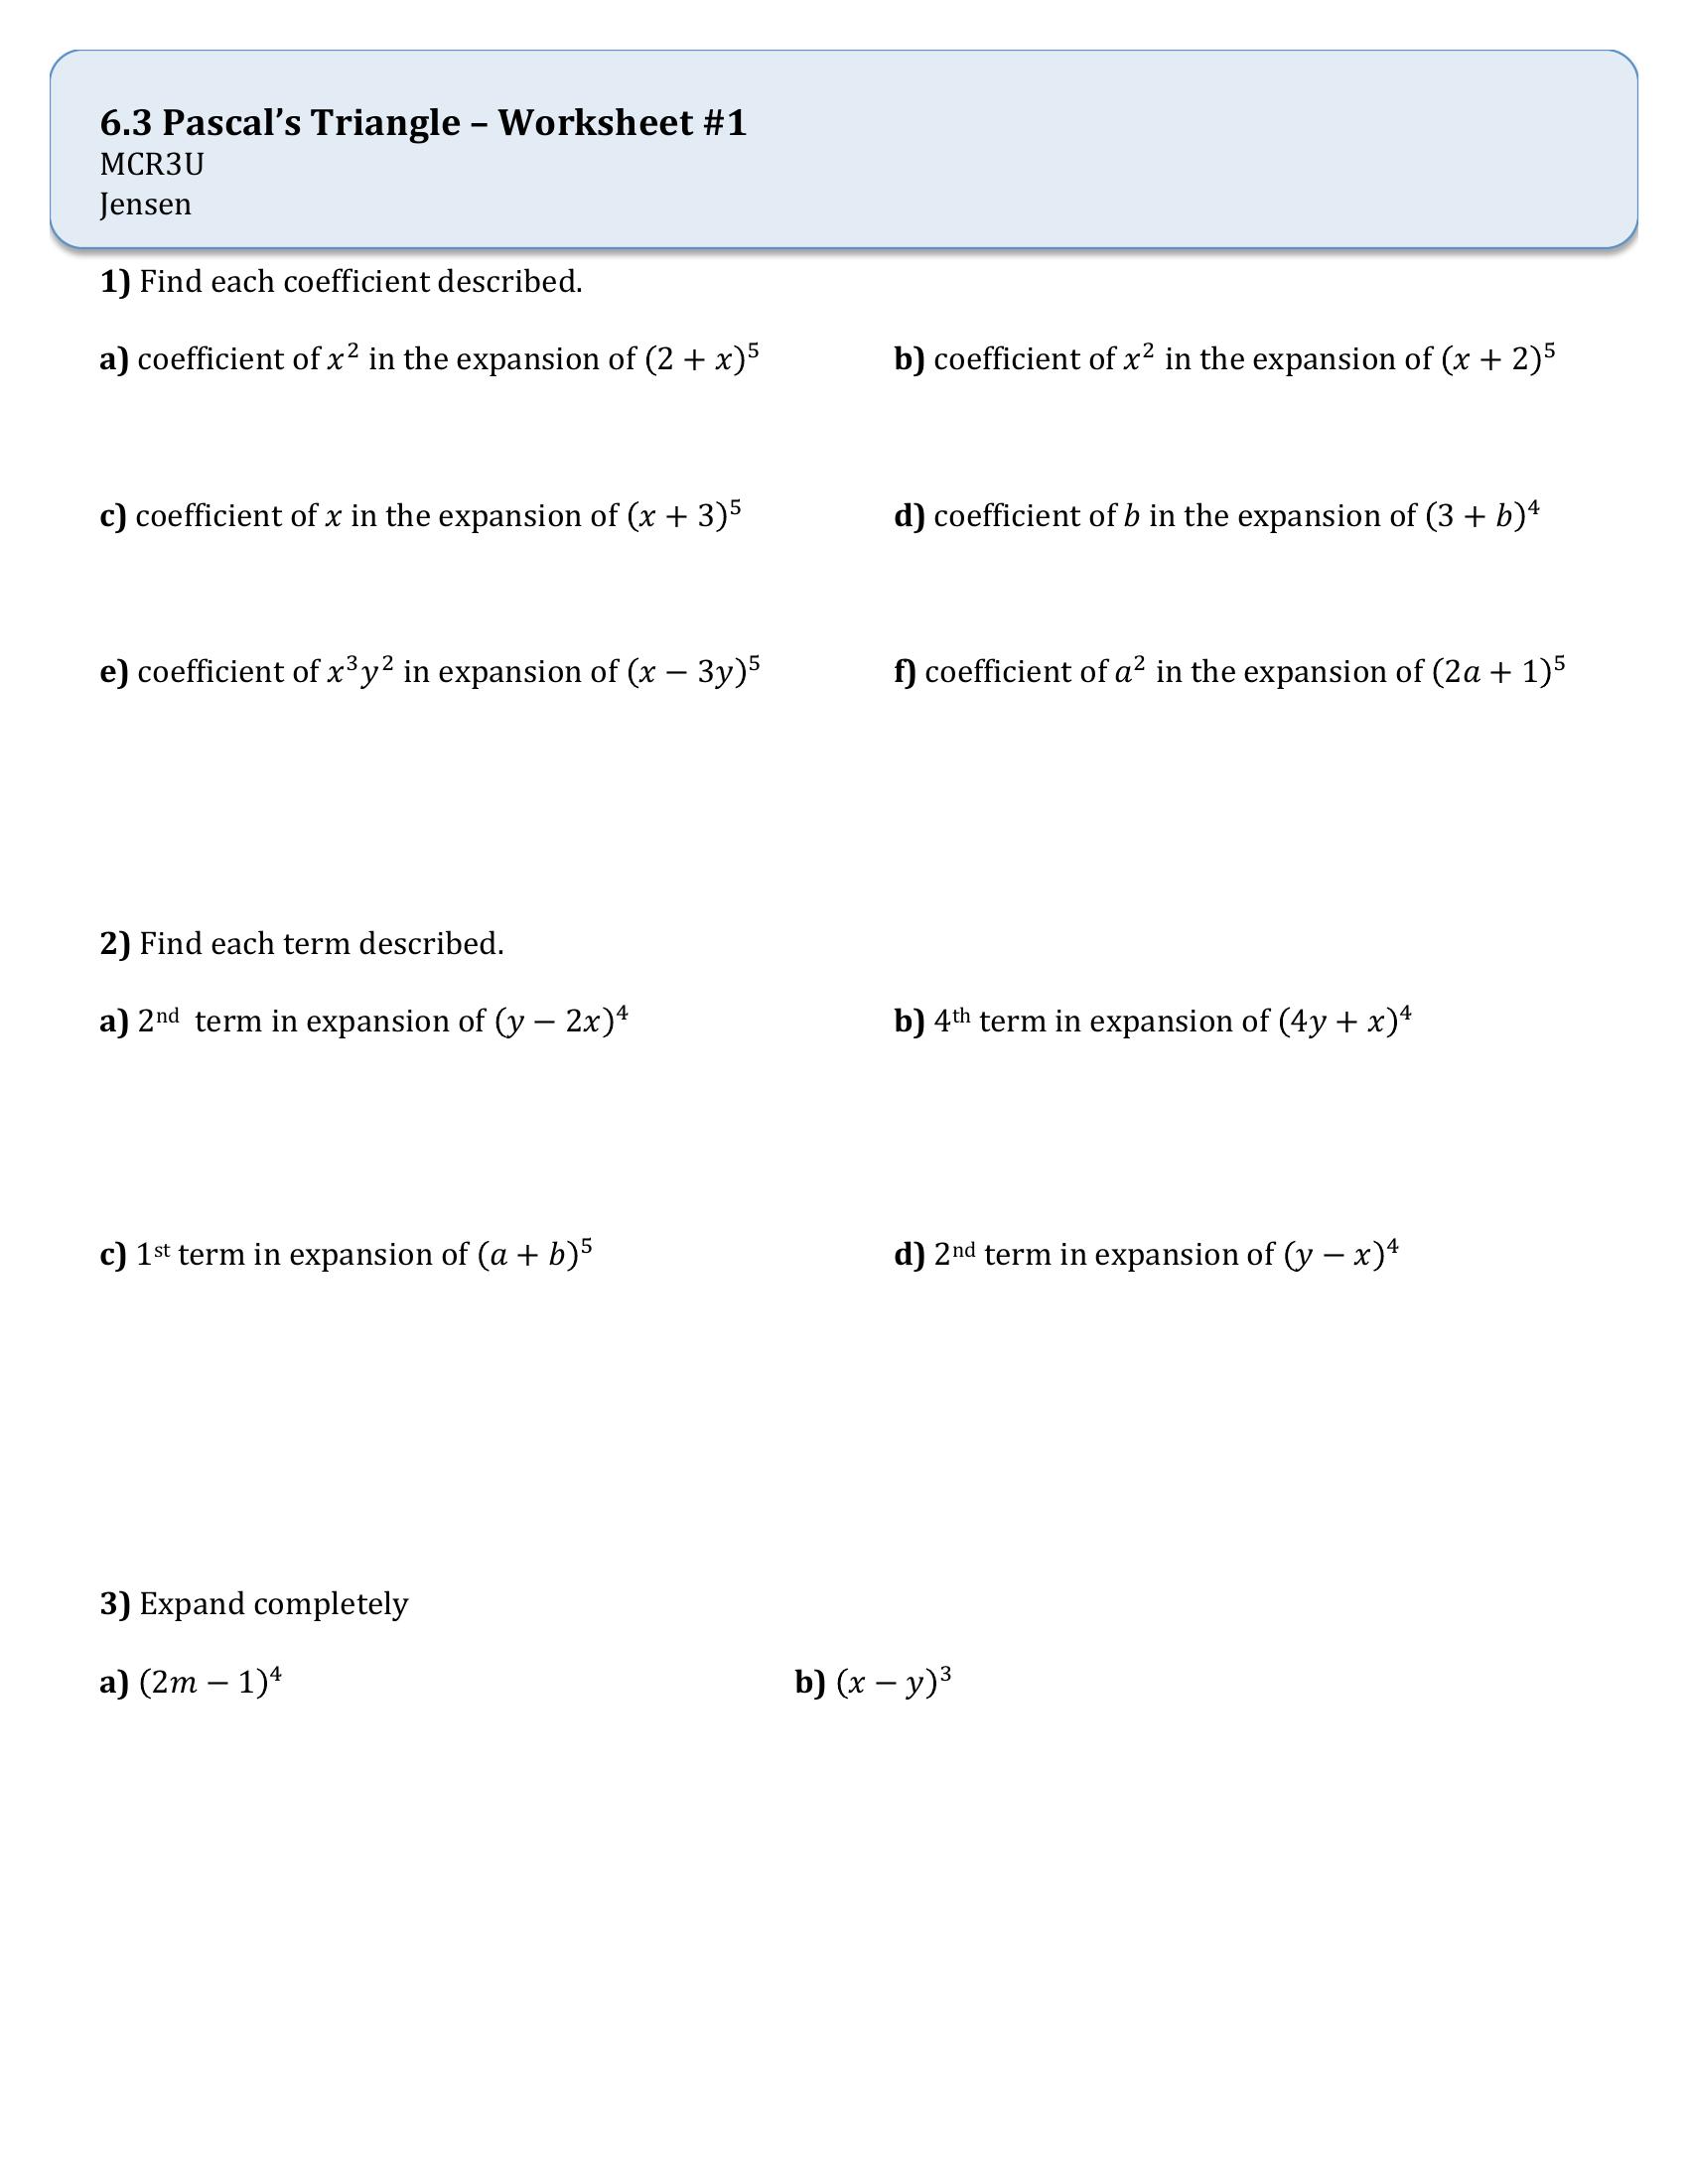 6.3 Pascal’s Triangle – Worksheet #1
MCR3U
Jensen
1) Find each coefficient described.
a) coefficient of x² in the expansion of (2 + x)⁵ b) coefficient of x² in the expansion of (x + 2)⁵
c) coefficient of x in the expansion of (x + 3)⁵ d) coefficient of b in the expansion of (3 + b)⁴
e) coefficient of x³y² in expansion of (x − 3y)⁵ f) coefficient of a² in the expansion of (2a + 1)⁵
2) Find each term described.
a) 2nd term in expansion of (y − 2x)⁴ b) 4th term in expansion of (4y + x)⁴
c) 1st term in expansion of (a + b)⁵ d) 2nd term in expansion of (y − x)⁴
3) Expand completely
a) (2m − 1)⁴ b) (x − y)³